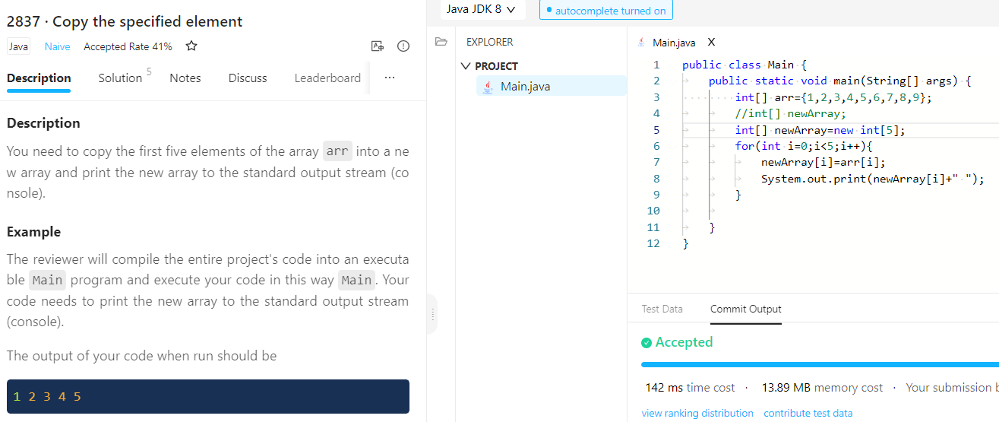 2837 · Copy the specified element
Java Naive Accepted Rate 41%
Description Solution 5 Notes Discuss Leaderboard ...
Description
You need to copy the first five elements of the array arr into a ne
w array and print the new array to the standard output stream (co
nsole).
Example
The reviewer will compile the entire project's code into an executa
ble Main program and execute your code in this way Main. Your
code needs to print the new array to the standard output stream
(console).
The output of your code when run should be
1 2 3 4 5
Java JDK 8 autocomplete turned on
EXPLORER
PROJECT
Main.java
Main.java X
1 public class Main {
2 public static void main(String[] args) {
3 int[] arr={1,2,3,4,5,6,7,8,9};
4 //int[] newArray;
5 int[] newArray=new int[5];
6 for(int i=0;i<5;i++){
7 newArray[i]=arr[i];
8 System.out.print(newArray[i]+" ");
9 }
10
11 }
12 }
Test Data Commit Output
Accepted
142 ms time cost · 13.89 MB memory cost · Your submission b
view ranking distribution contribute test data